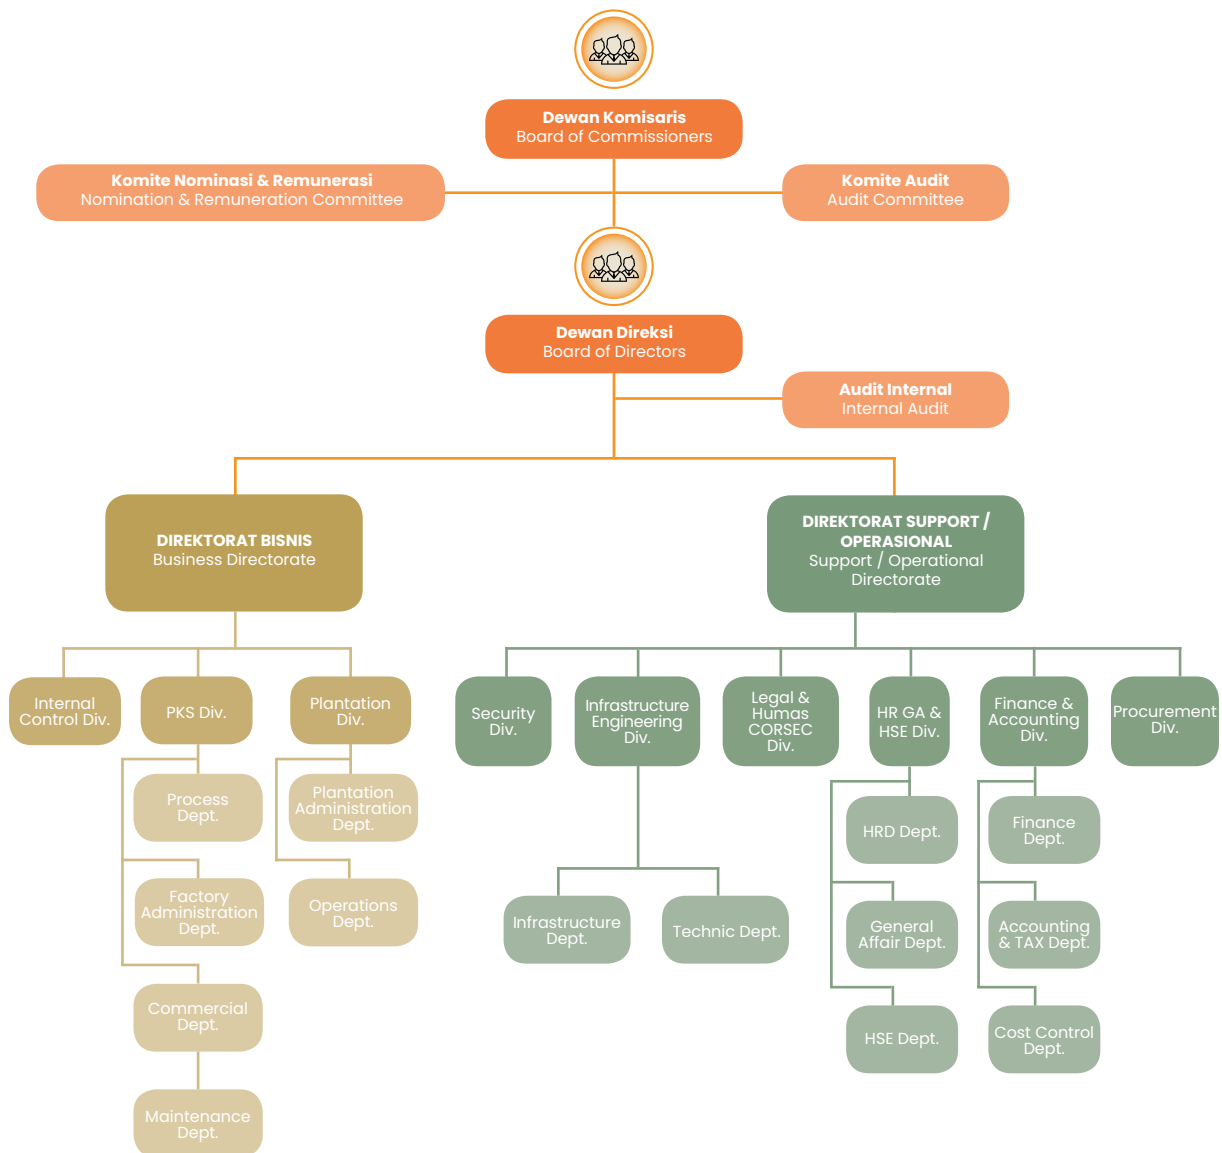 Dewan Komisaris
Board of Commissioners
Komite Nominasi & Remunerasi
Nomination & Remuneration Committee
Komite Audit
Audit Committee
Dewan Direksi
Board of Directors
Audit Internal
Internal Audit
DIREKTORAT BISNIS
Business Directorate
DIREKTORAT SUPPORT /
OPERASIONAL
Support / Operational
Directorate
Internal
Control Div.
PKS Div.
Plantation
Div.
Security
Div.
Infrastructure
Engineering
Div.
Legal &
Humas
CORSEC
Div.
HR GA &
HSE Div.
Finance &
Accounting
Div.
Procurement
Div.
Process
Dept.
Plantation
Administration
Dept.
HRD Dept.
Finance
Dept.
Factory
Administration
Dept.
Operations
Dept.
Infrastructure
Dept.
Technic Dept.
General
Affair Dept.
Accounting
& TAX Dept.
Commercial
Dept.
HSE Dept.
Cost Control
Dept.
Maintenance
Dept.